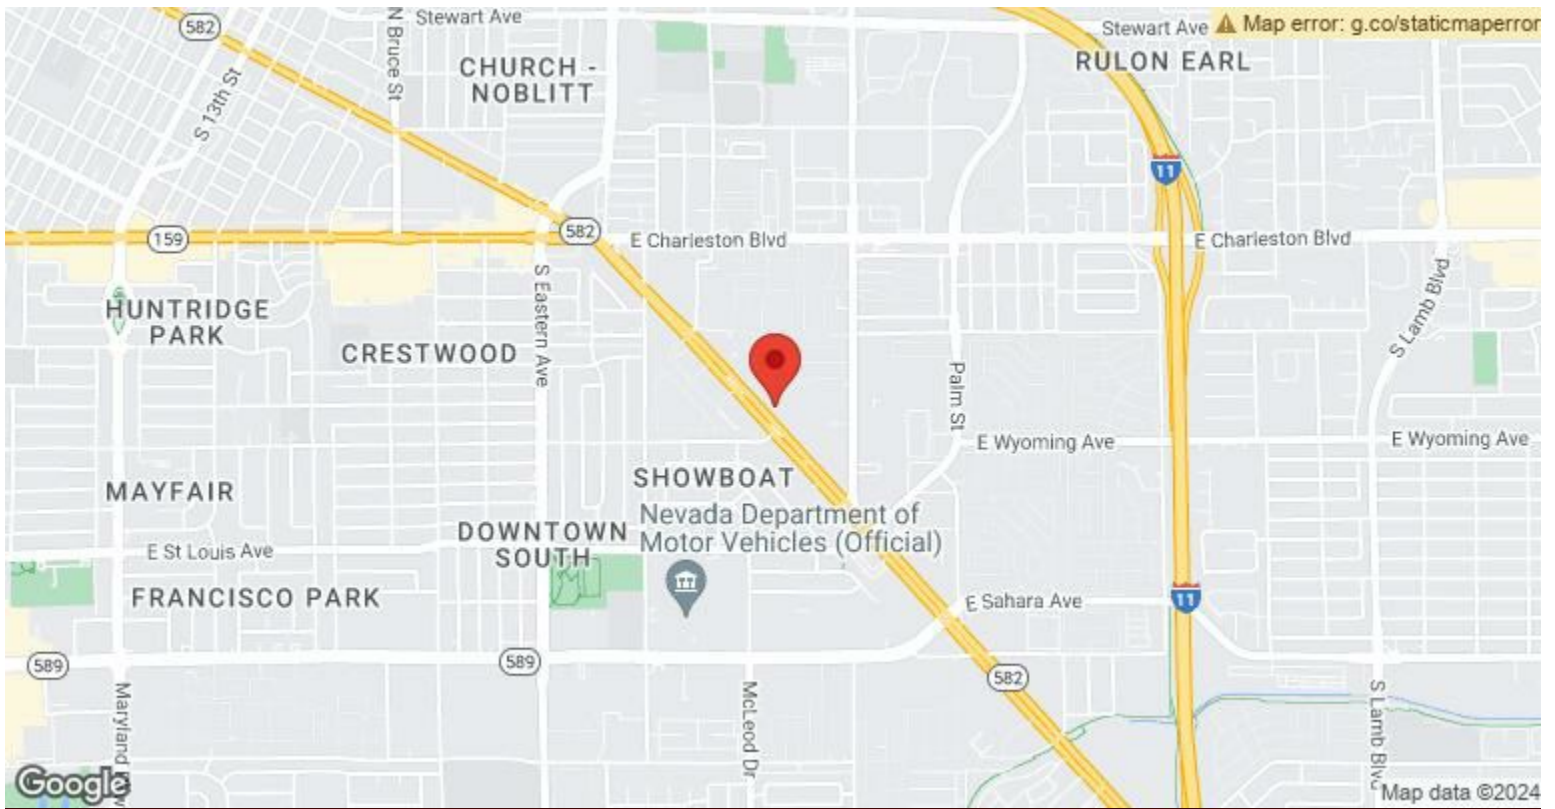 582
Stewart Ave
Stewart Ave
Map error: g.co/staticmaperror
N Bruce St
CHURCH -
NOBLITT
RULON EARL
S 13th St
11
159
582
E Charleston Blvd
E Charleston Blvd
S Eastern Ave
S Lamb Blvd
HUNTRIDGE
PARK
CRESTWOOD
Palm St
E Wyoming Ave
E Wyoming Ave
MAYFAIR
SHOWBOAT
Nevada Department of
Motor Vehicles (Official)
DOWNTOWN
SOUTH
E St Louis Ave
FRANCISCO PARK
E Sahara Ave
11
589
589
582
Maryland
McLeod Dr
S Lamb Blvd
Google
Map data ©2024